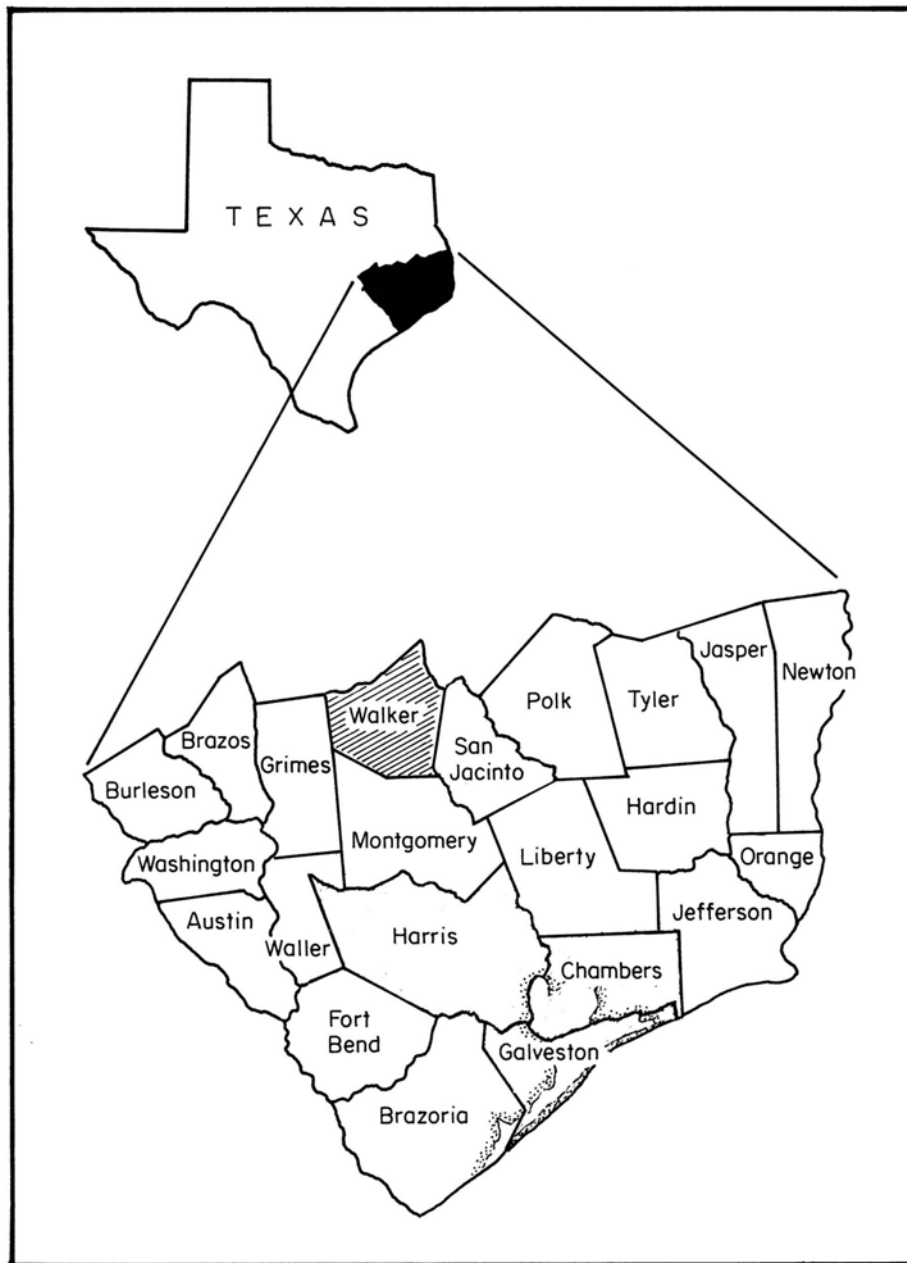 TEXAS
Jasper
Newton
Polk
Tyler
Walker
Brazos
San
Jacinto
Grimes
Burleson
Hardin
Montgomery
Washington
Liberty
Orange
Austin
Jefferson
Harris
Waller
Chambers
Fort
Bend
Galveston
Brazoria